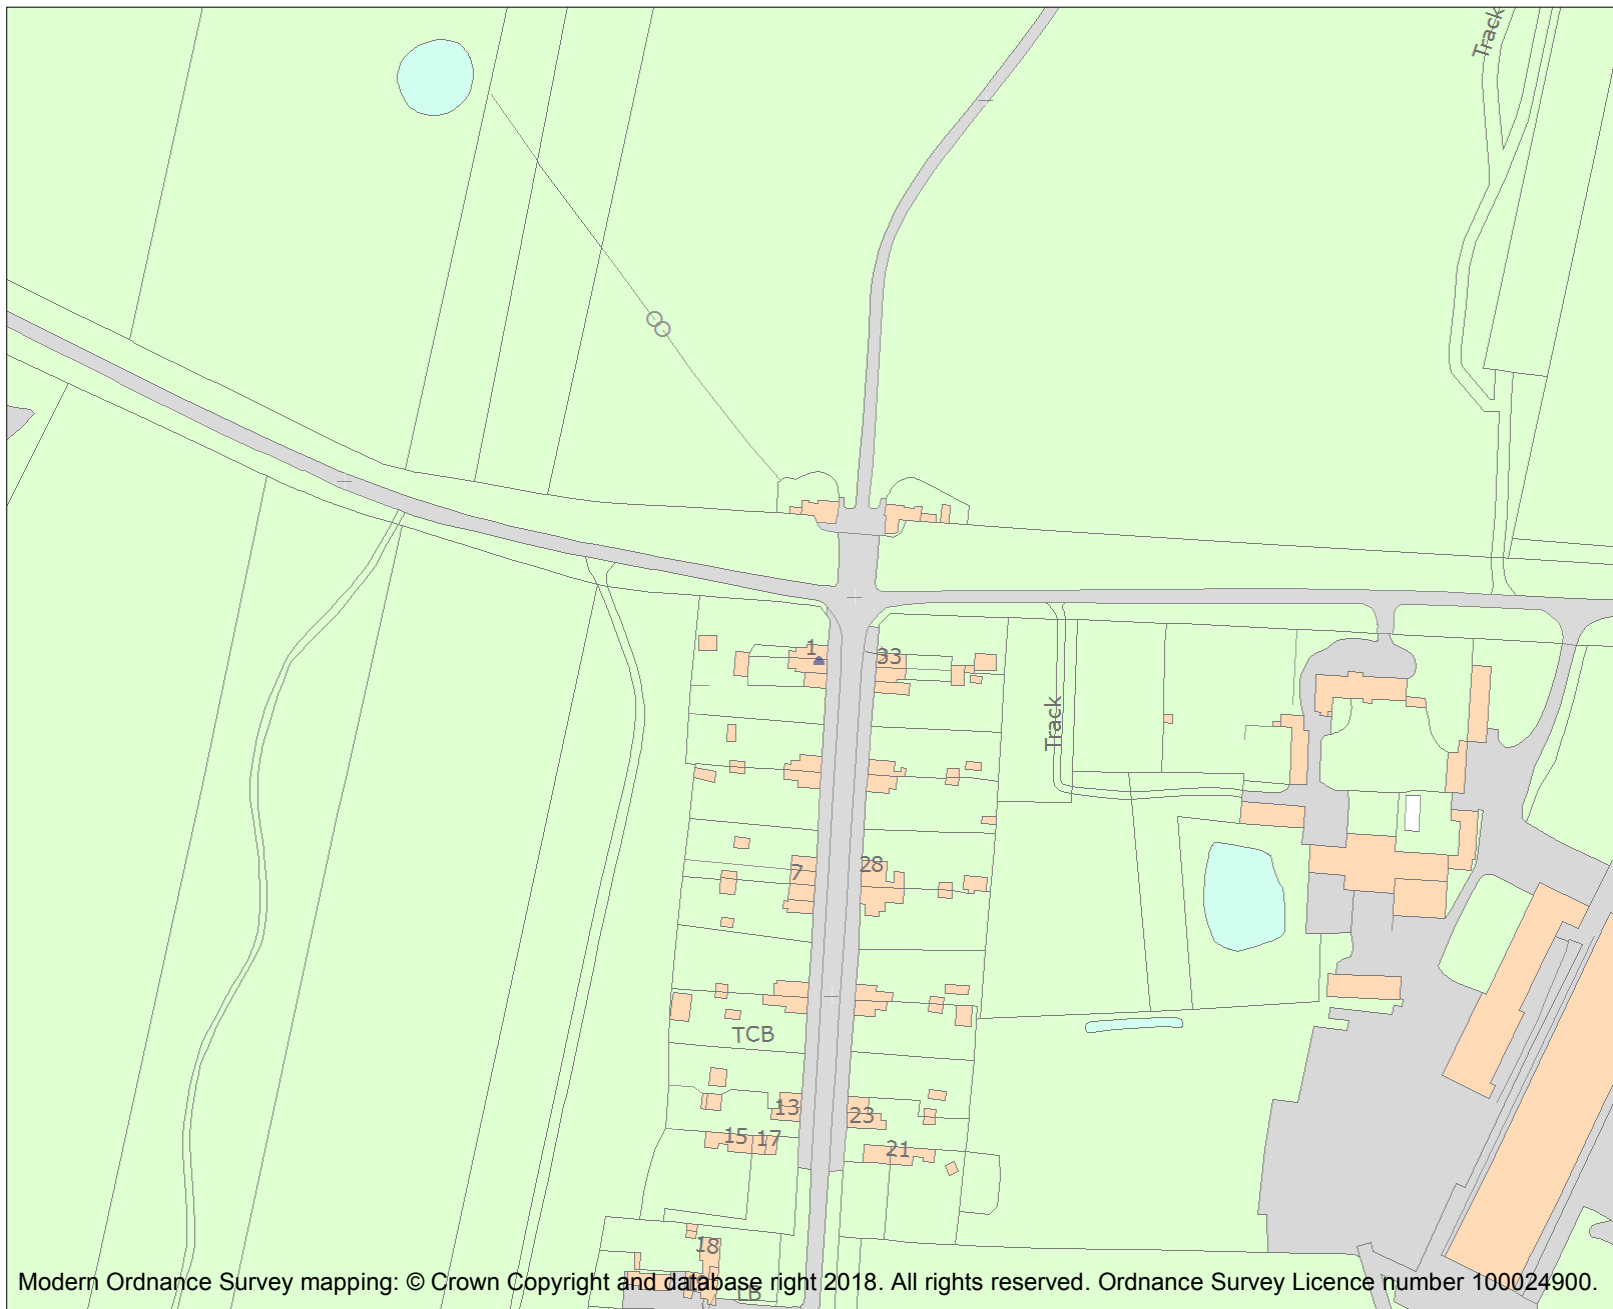 Track
1
33
Track
7
28
TCB
13
23
15 17
21
18
LB
Modern Ordnance Survey mapping: © Crown Copyright and database right 2018. All rights reserved. Ordnance Survey Licence number 100024900.